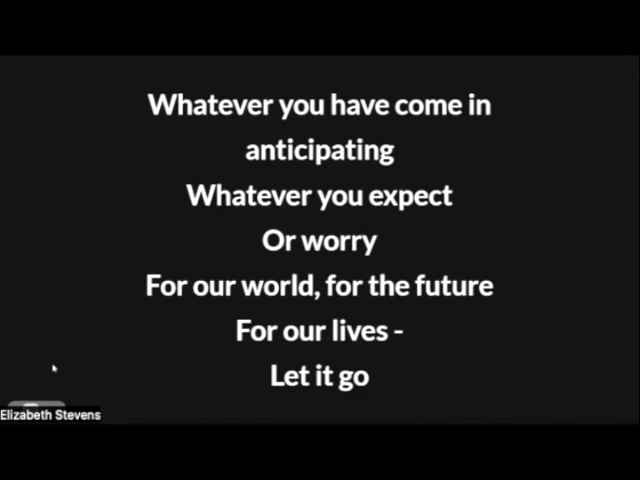 Whatever you have come in
anticipating
Whatever you expect
Or worry
For our world, for the future
For our lives -
Let it go
Elizabeth Stevens